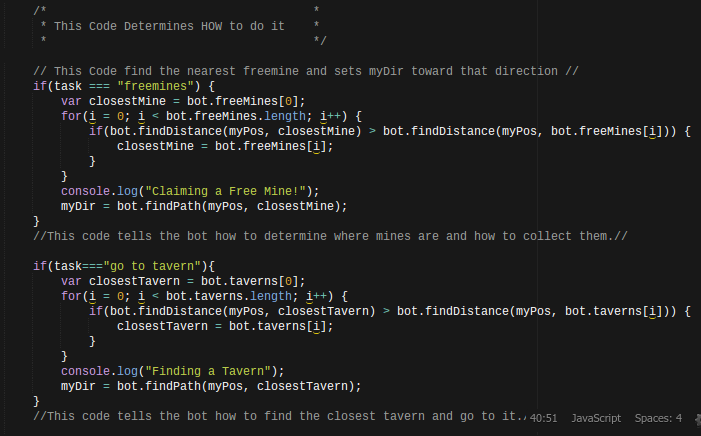 /*                                      *
 * This Code Determines HOW to do it    *
 *                                      */
// This Code find the nearest freemine and sets myDir toward that direction //
if(task === "freemines") {
    var closestMine = bot.freeMines[0];
    for(i = 0; i < bot.freeMines.length; i++) {
        if(bot.findDistance(myPos, closestMine) > bot.findDistance(myPos, bot.freeMines[i])) {
            closestMine = bot.freeMines[i];
        }
    }
    console.log("Claiming a Free Mine!");
    myDir = bot.findPath(myPos, closestMine);
}
//This code tells the bot how to determine where mines are and how to collect them.//
if(task==="go to tavern"){
    var closestTavern = bot.taverns[0];
    for(i = 0; i < bot.taverns.length; i++) {
        if(bot.findDistance(myPos, closestTavern) > bot.findDistance(myPos, bot.taverns[i])) {
            closestTavern = bot.taverns[i];
        }
    }
    console.log("Finding a Tavern");
    myDir = bot.findPath(myPos, closestTavern);
}
//This code tells the bot how to find the closest tavern and go to it./
40:51 JavaScript Spaces: 4